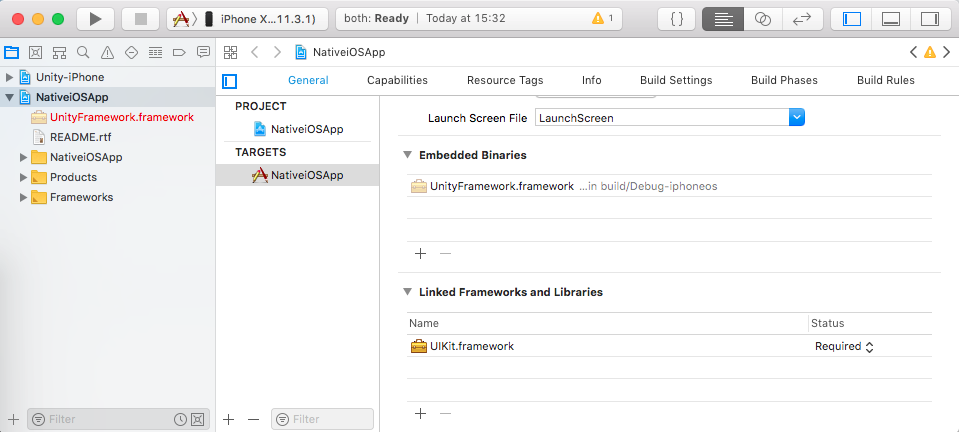 iPhone X...11.3.1)
both: Ready | Today at 15:32
1
NativeiOSApp
Unity-iPhone
NativeiOSApp
UnityFramework.framework
README.rtf
NativeiOSApp
Products
Frameworks
Filter
General
Capabilities
Resource Tags
Info
Build Settings
Build Phases
Build Rules
PROJECT
NativeiOSApp
TARGETS
NativeiOSApp
Filter
Launch Screen File
LaunchScreen
Embedded Binaries
UnityFramework.framework ...in build/Debug-iphoneos
Linked Frameworks and Libraries
Name
Status
UIKit.framework
Required